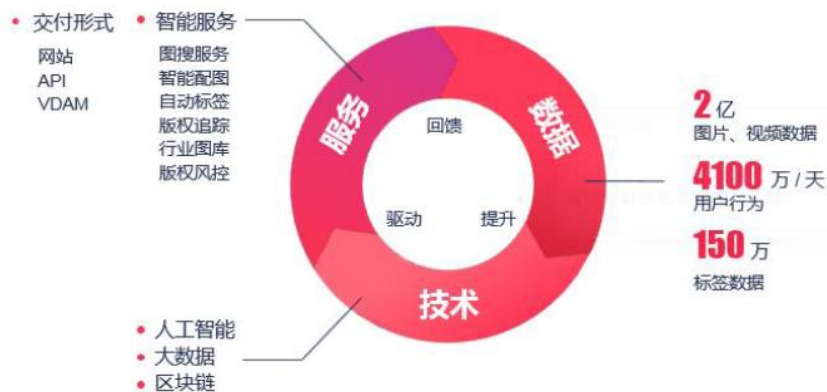 交付形式
网站
API
VDAM
智能服务
图搜服务
智能配图
自动标签
版权追踪
行业图库
版权风控
服务
数据
技术
回馈
驱动
提升
2亿
图片、视频数据
4100 万 / 天
用户行为
150 万
标签数据
人工智能
大数据
区块链